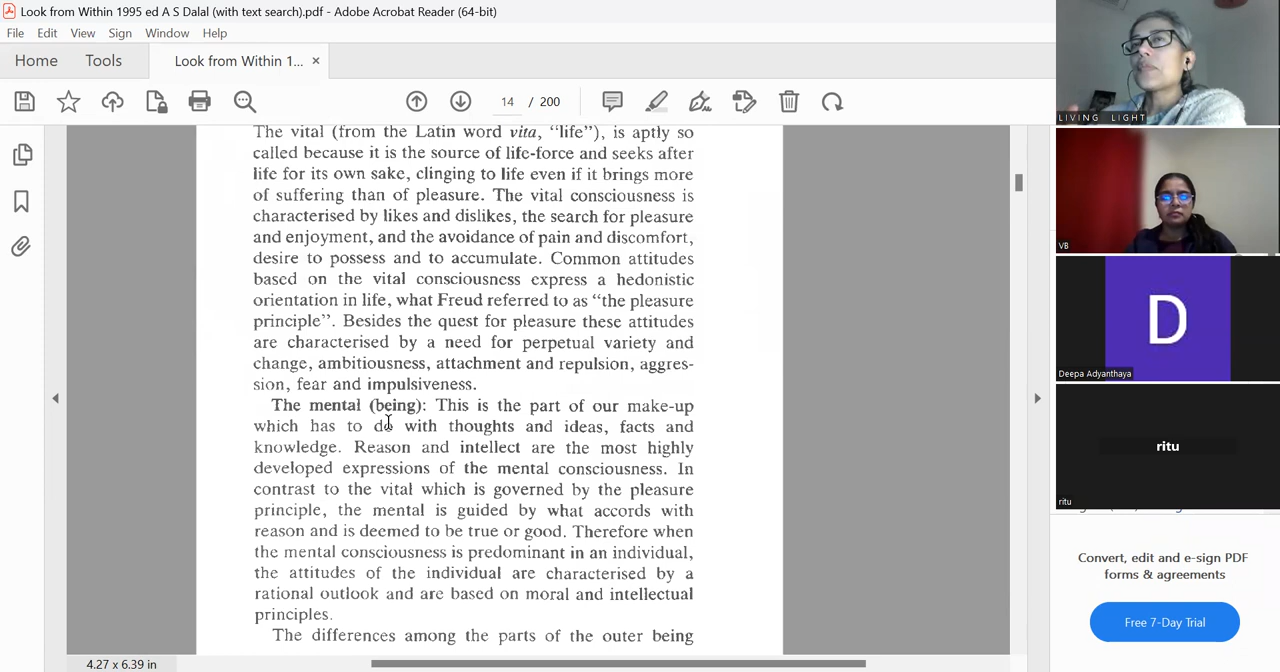 Look from Within 1995 ed A S Dalal (with text search).pdf - Adobe Acrobat Reader (64-bit)
File Edit View Sign Window Help
Home Tools Look from Within 1... ×
14 / 200
The vital (from the Latin word vita, “life”), is aptly so
called because it is the source of life-force and seeks after
life for its own sake, clinging to life even if it brings more
of suffering than of pleasure. The vital consciousness is
characterised by likes and dislikes, the search for pleasure
and enjoyment, and the avoidance of pain and discomfort,
desire to possess and to accumulate. Common attitudes
based on the vital consciousness express a hedonistic
orientation in life, what Freud referred to as “the pleasure
principle”. Besides the quest for pleasure these attitudes
are characterised by a need for perpetual variety and
change, ambitiousness, attachment and repulsion, aggres-
sion, fear and impulsiveness.
The mental (being): This is the part of our make-up
which has to do with thoughts and ideas, facts and
knowledge. Reason and intellect are the most highly
developed expressions of the mental consciousness. In
contrast to the vital which is governed by the pleasure
principle, the mental is guided by what accords with
reason and is deemed to be true or good. Therefore when
the mental consciousness is predominant in an individual,
the attitudes of the individual are characterised by a
rational outlook and are based on moral and intellectual
principles.
The differences among the parts of the outer being
4.27 x 6.39 in
LIVING LIGHT
VB
D
Deepa Adyanthaya
ritu
ritu
Convert, edit and e-sign PDF
forms & agreements
Free 7-Day Trial